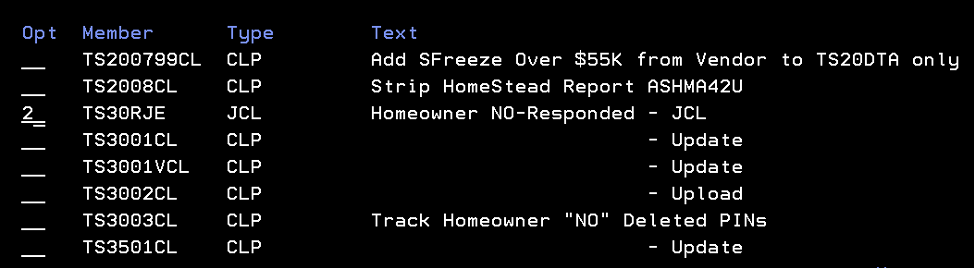 Opt Member Type Text
__ TS200799CL CLP Add SFreeze Over $55K from Vendor to TS20DTA only
__ TS2008CL CLP Strip HomeStead Report ASHMA42U
2_ TS30RJE JCL Homeowner NO-Responded - JCL
__ TS3001CL CLP - Update
__ TS3001VCL CLP - Update
__ TS3002CL CLP - Upload
__ TS3003CL CLP Track Homeowner "NO" Deleted PINs
__ TS3501CL CLP - Update